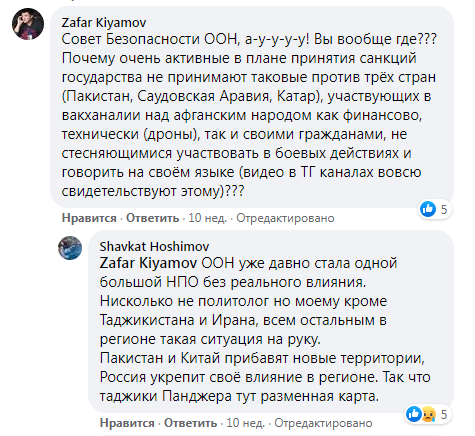 Zafar Kiyamov
Совет Безопасности ООН, а-у-у-у-у! Вы вообще где???
Почему очень активные в плане принятия санкций
государства не принимают таковые против трёх стран
(Пакистан, Саудовская Аравия, Катар), участвующих в
вакханалии над афганским народом как финансово,
технически (дроны), так и своими гражданами, не
стесняющимися участвовать в боевых действиях и
говорить на своём языке (видео в ТГ каналах вовсю
свидетельствуют этому)???
5
Нравится · Ответить · 10 нед. · Отредактировано
Shavkat Hoshimov
Zafar Kiyamov ООН уже давно стала одной
большой НПО без реального влияния.
Нисколько не политолог но моему кроме
Таджикистана и Ирана, всем остальным в
регионе такая ситуация на руку.
Пакистан и Китай прибавят новые территории,
Россия укрепит своё влияние в регионе. Так что
таджики Панджера тут разменная карта.
5
Нравится · Ответить · 10 нед. · Отредактировано